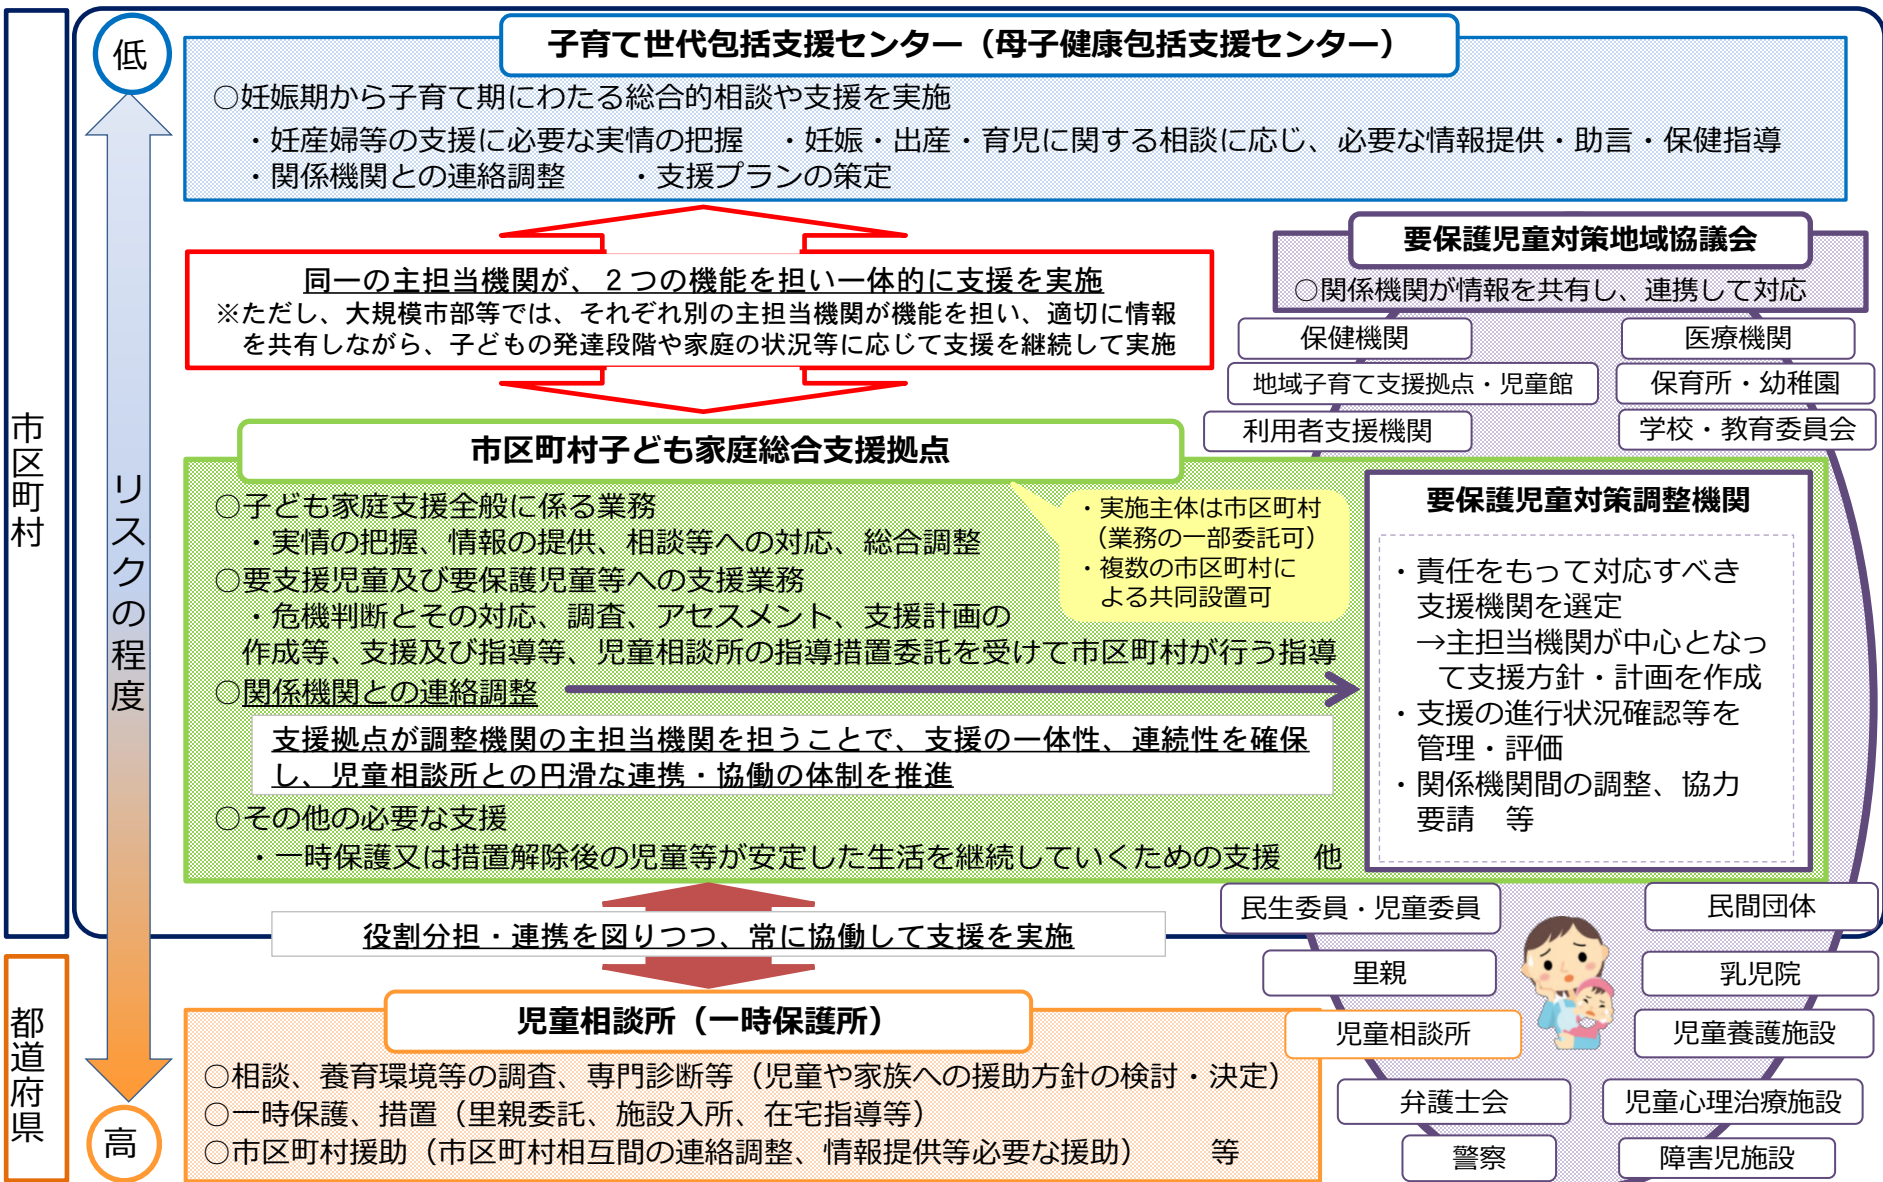 市区町村
都道府県
低
リスクの程度
高
子育て世代包括支援センター（母子健康包括支援センター）
○妊娠期から子育て期にわたる総合的相談や支援を実施
・妊産婦等の支援に必要な実情の把握　・妊娠・出産・育児に関する相談に応じ、必要な情報提供・助言・保健指導
・関係機関との連絡調整　　・支援プランの策定
同一の主担当機関が、２つの機能を担い一体的に支援を実施
※ただし、大規模市部等では、それぞれ別の主担当機関が機能を担い、適切に情報
を共有しながら、子どもの発達段階や家庭の状況等に応じて支援を継続して実施
要保護児童対策地域協議会
○関係機関が情報を共有し、連携して対応
保健機関
医療機関
地域子育て支援拠点・児童館
保育所・幼稚園
利用者支援機関
学校・教育委員会
市区町村子ども家庭総合支援拠点
○子ども家庭支援全般に係る業務
・実情の把握、情報の提供、相談等への対応、総合調整
○要支援児童及び要保護児童等への支援業務
・危機判断とその対応、調査、アセスメント、支援計画の
作成等、支援及び指導等、児童相談所の指導措置委託を受けて市区町村が行う指導
○関係機関との連絡調整
支援拠点が調整機関の主担当機関を担うことで、支援の一体性、連続性を確保
し、児童相談所との円滑な連携・協働の体制を推進
○その他の必要な支援
・一時保護又は措置解除後の児童等が安定した生活を継続していくための支援　他
・実施主体は市区町村
（業務の一部委託可）
・複数の市区町村に
よる共同設置可
要保護児童対策調整機関
・責任をもって対応すべき
支援機関を選定
→主担当機関が中心となっ
て支援方針・計画を作成
・支援の進行状況確認等を
管理・評価
・関係機関間の調整、協力
要請　等
役割分担・連携を図りつつ、常に協働して支援を実施
民生委員・児童委員
民間団体
里親
乳児院
児童相談所
児童養護施設
弁護士会
児童心理治療施設
警察
障害児施設
児童相談所（一時保護所）
○相談、養育環境等の調査、専門診断等（児童や家族への援助方針の検討・決定）
○一時保護、措置（里親委託、施設入所、在宅指導等）
○市区町村援助（市区町村相互間の連絡調整、情報提供等必要な援助）　　等